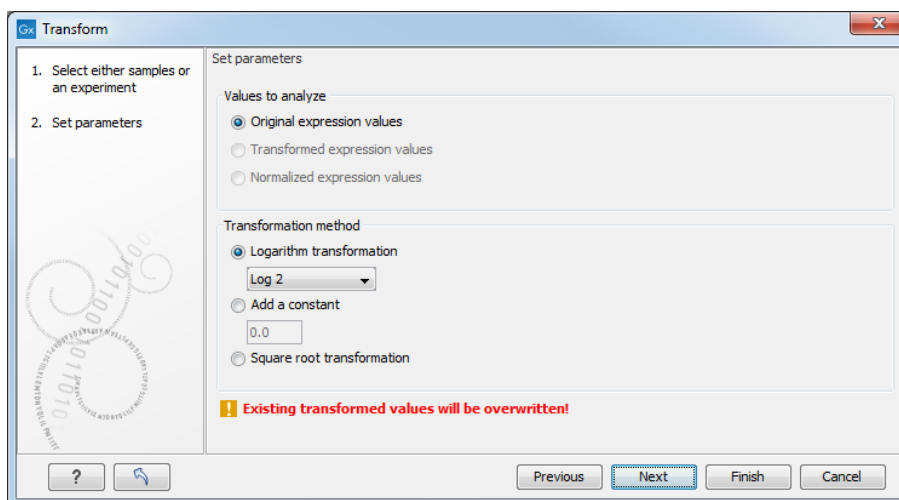 Gx Transform
1. Select either samples or
an experiment
2. Set parameters
Set parameters
Values to analyze
Original expression values
Transformed expression values
Normalized expression values
Transformation method
Logarithm transformation
Log 2
Add a constant
0.0
Square root transformation
! Existing transformed values will be overwritten!
?
Previous
Next
Finish
Cancel